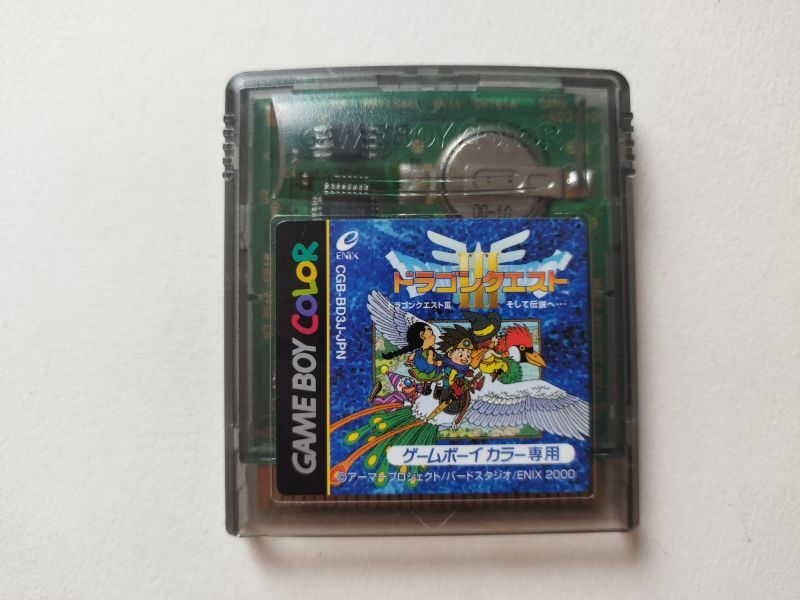 GAME BOY COLOR
00-10
GAME BOY COLOR
ENIX
CGB-BD3J-JPN
ドラゴンクエスト
III
ドラゴンクエストIII そして伝説へ…
ゲームボーイカラー専用
©アーマープロジェクト/バードスタジオ/ENIX 2000